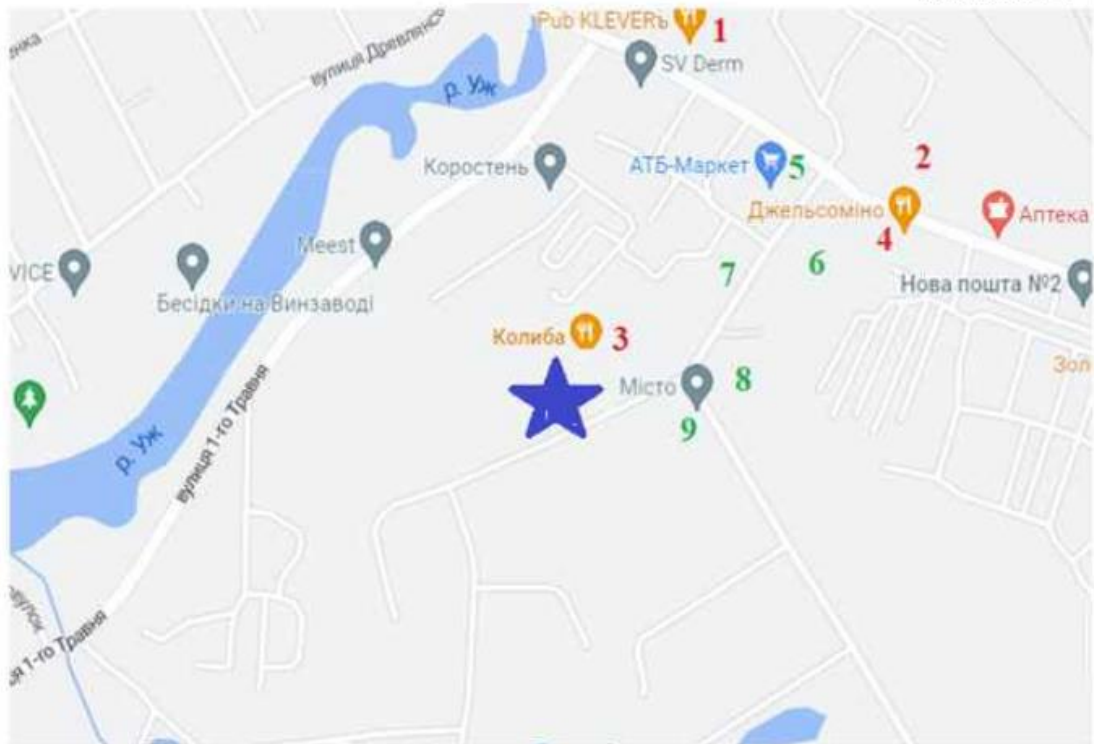 Pub KLEVERъ
1
SV Derm
вулиця Древлянсь
р. Уж
Коростень
АТБ-Маркет
5
2
Джельсоміно
4
Аптека
Meest
VICE
Бесідки на Винзаводі
7
6
Нова пошта №2
Колиба
3
Зол
Місто
8
9
р. Уж
вулиця 1-го Травня
ця 1-го Травня